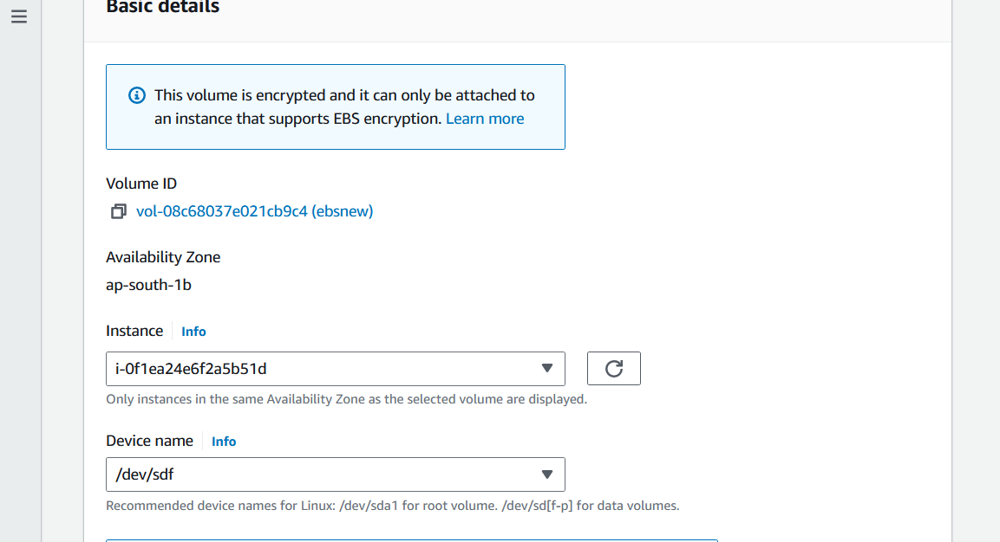 Basic details
This volume is encrypted and it can only be attached to
an instance that supports EBS encryption. Learn more
Volume ID
vol-08c68037e021cb9c4 (ebsnew)
Availability Zone
ap-south-1b
Instance Info
i-0f1ea24e6f2a5b51d
Only instances in the same Availability Zone as the selected volume are displayed.
Device name Info
/dev/sdf
Recommended device names for Linux: /dev/sda1 for root volume. /dev/sd[f-p] for data volumes.